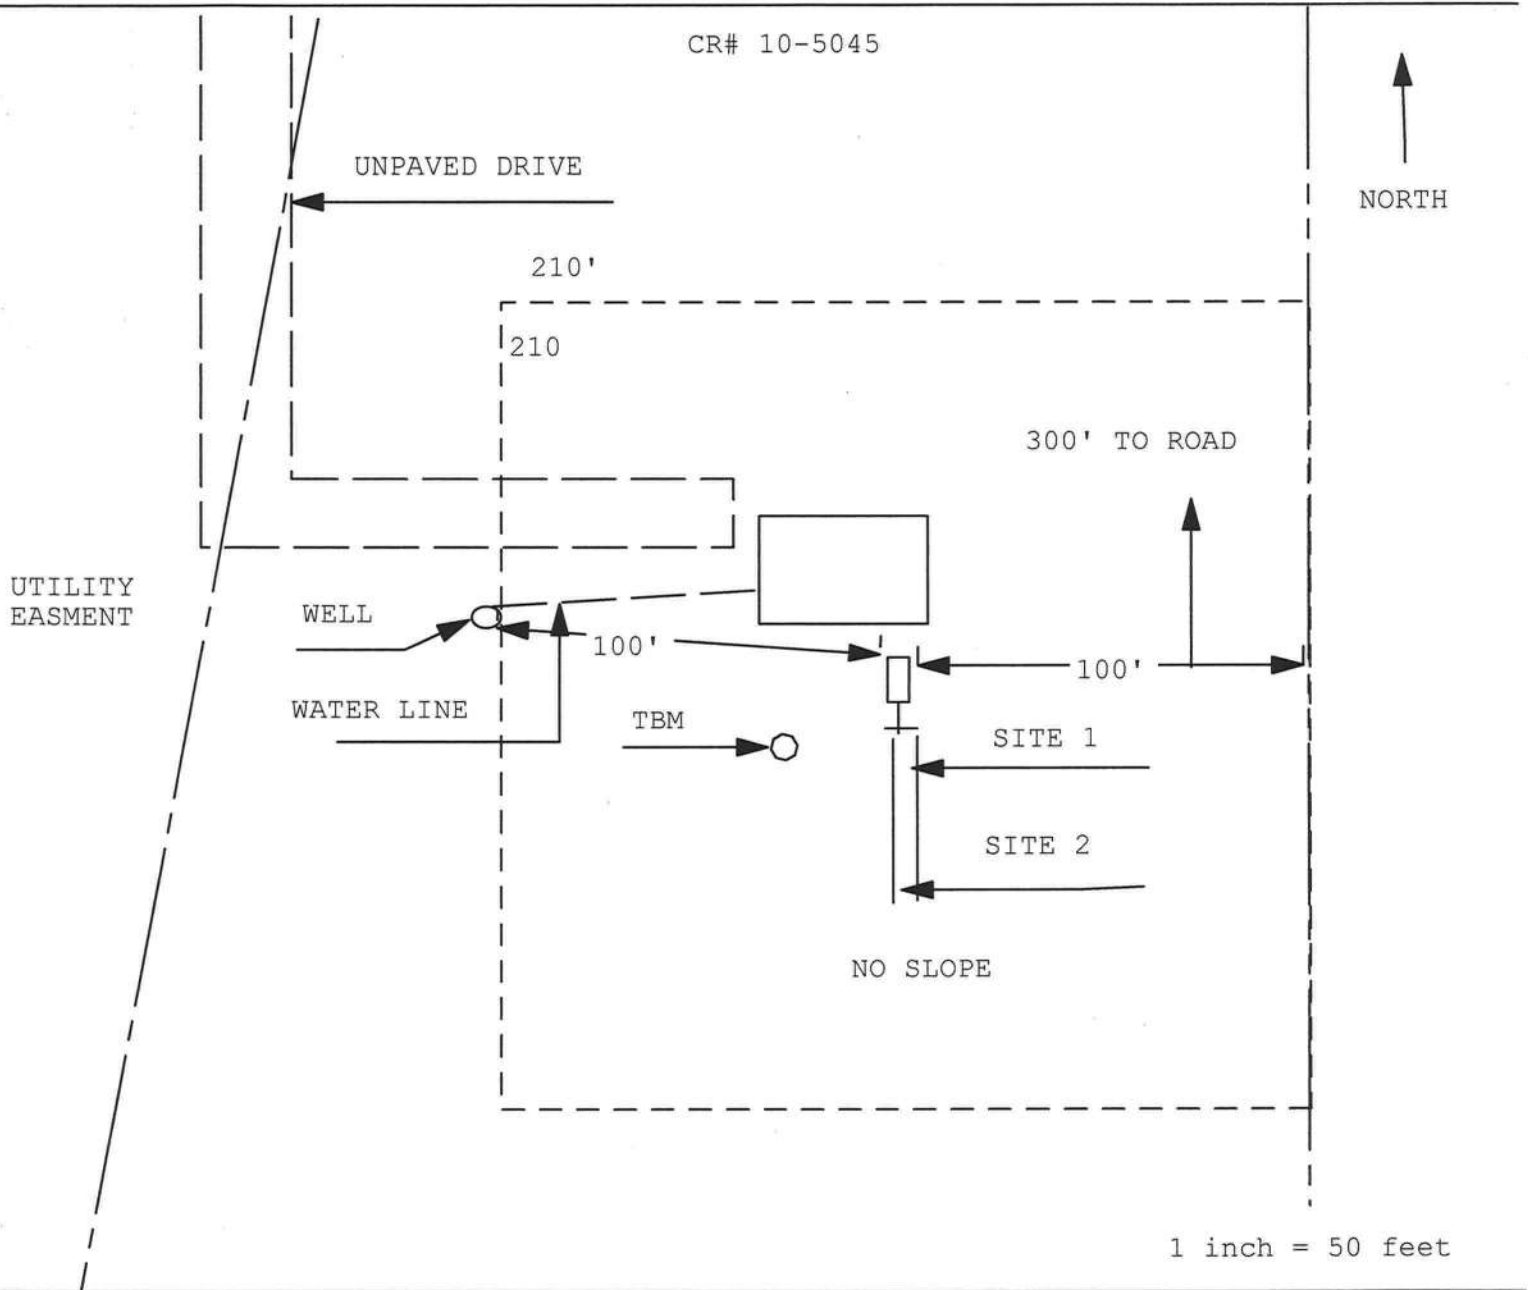 CR# 10-5045
UNPAVED DRIVE
NORTH
210'
210
300' TO ROAD
UTILITY
EASMENT
WELL
100'
100'
WATER LINE
TBM
SITE 1
SITE 2
NO SLOPE
1 inch = 50 feet